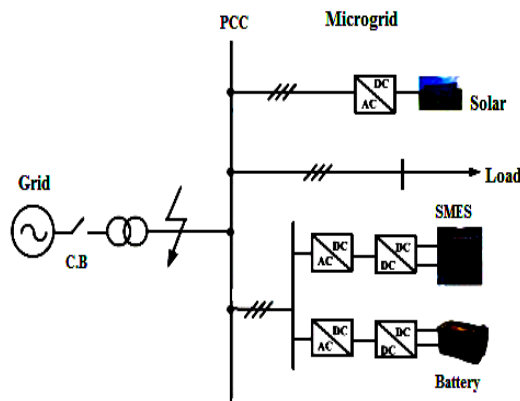 Microgrid
PCC
DC
AC
Solar
Load
Grid
C.B
SMES
DC
AC
DC
DC
DC
AC
DC
DC
Battery